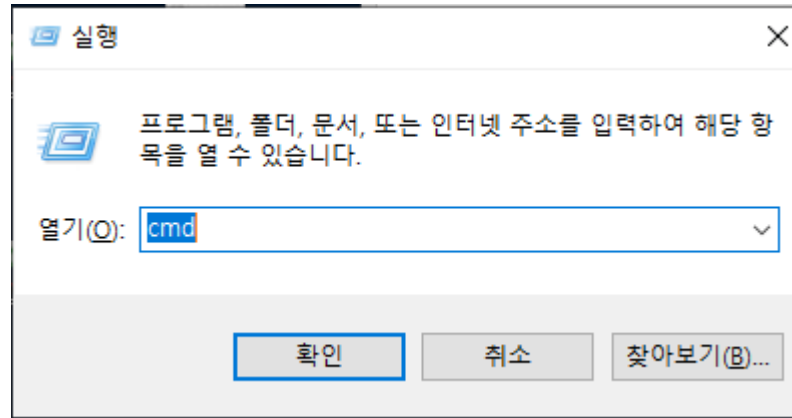 실행
프로그램, 폴더, 문서, 또는 인터넷 주소를 입력하여 해당 항
목을 열 수 있습니다.
열기(O): cmd
확인 취소 찾아보기(B)...